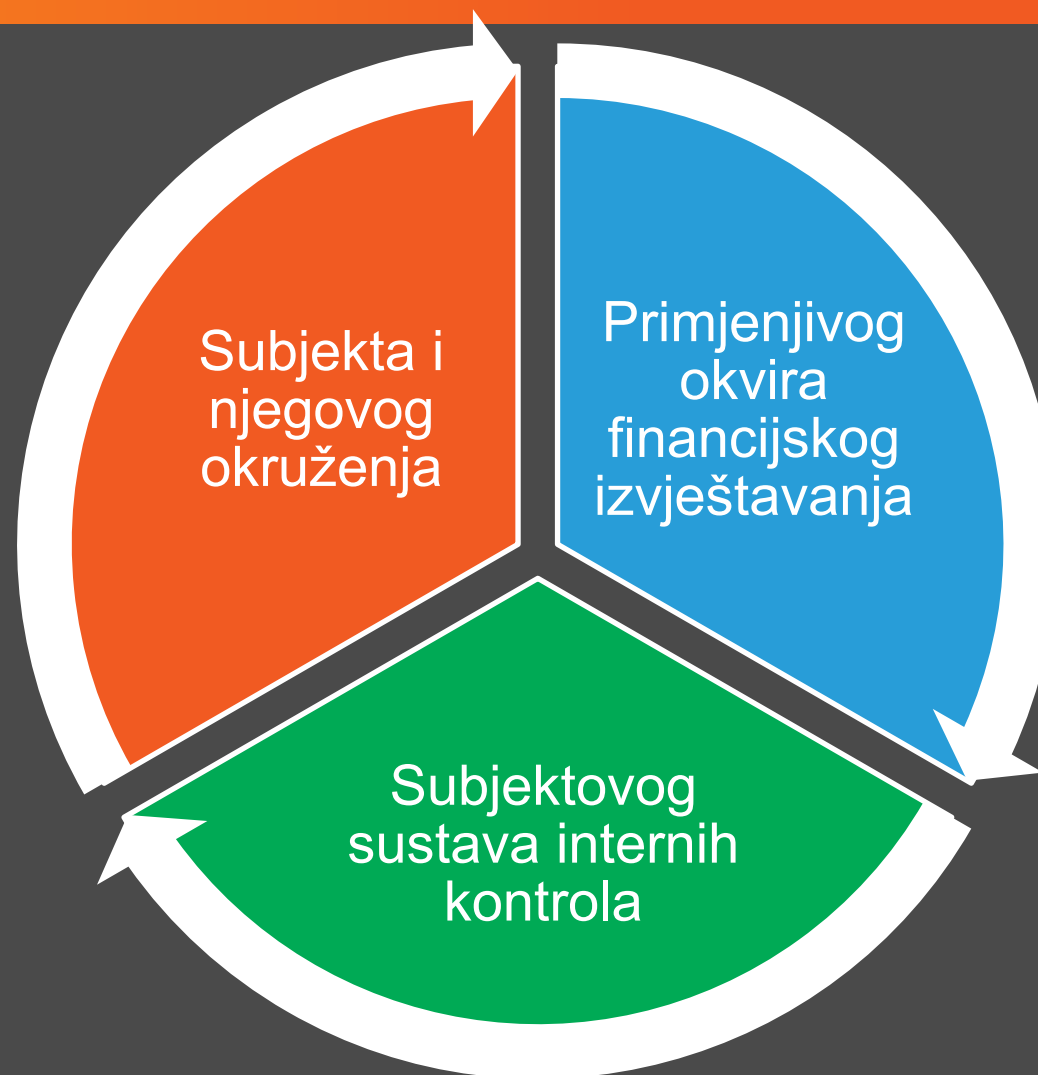 Subjekta i
njegovog
okruženja
Primjenjivog
okvira
financijskog
izvještavanja
Subjektovog
sustava internih
kontrola